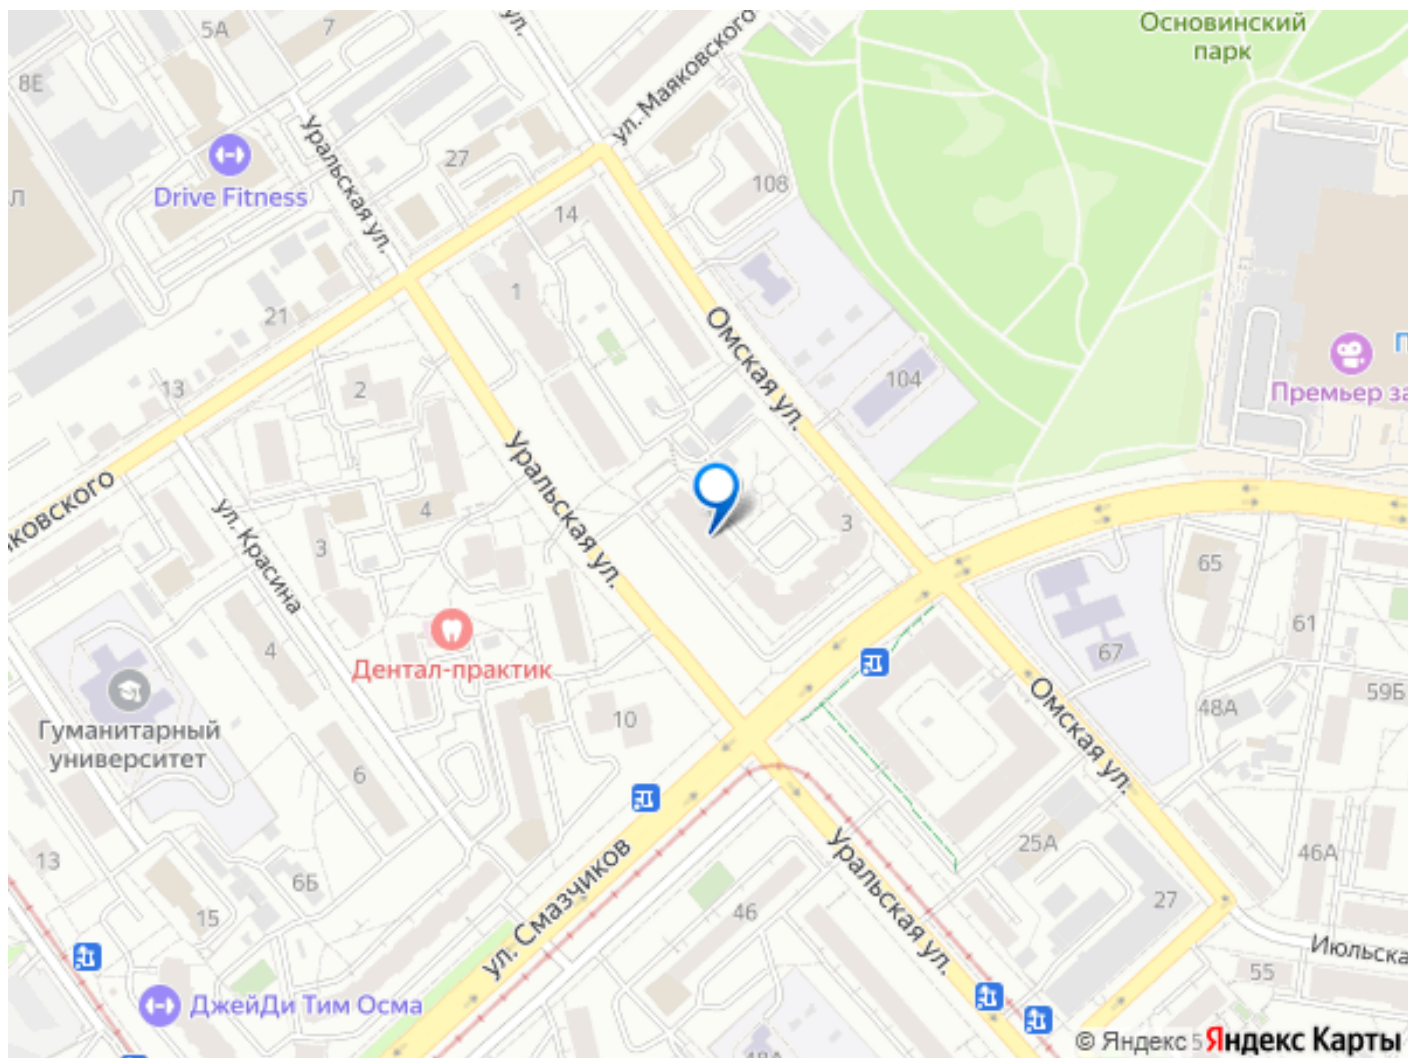 Основинский
парк
5А
7
ул.
8Е
ул. Маяковского
Уральская ул.
27
108
Drive Fitness
Л
14
1
21
Омская ул.
13
2
104
П
Премьер за
Уральская ул.
ковского
ул. Красина
4
3
3
65
61
67
4
Дентал-практик
59Б
48А
Омская ул.
10
Гуманитарный
университет
6
25А
46А
13
6Б
15
ул. Смазчиков
Уральская ул.
46
27
Июльска
55
ДжейДи Тим Осма
48А
© Яндекс 5 Яндекс Карты